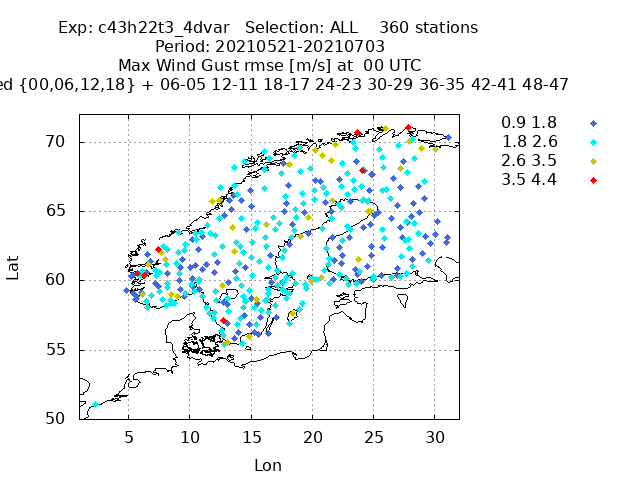 Exp: c43h22t3_4dvar   Selection: ALL    360 stations
Period: 20210521-20210703
Max Wind Gust rmse [m/s] at  00 UTC
ed {00,06,12,18} + 06-05 12-11 18-17 24-23 30-29 36-35 42-41 48-47
0.9 1.8
1.8 2.6
2.6 3.5
3.5 4.4
70
65
60
55
50
Lat
5 10 15 20 25 30
Lon